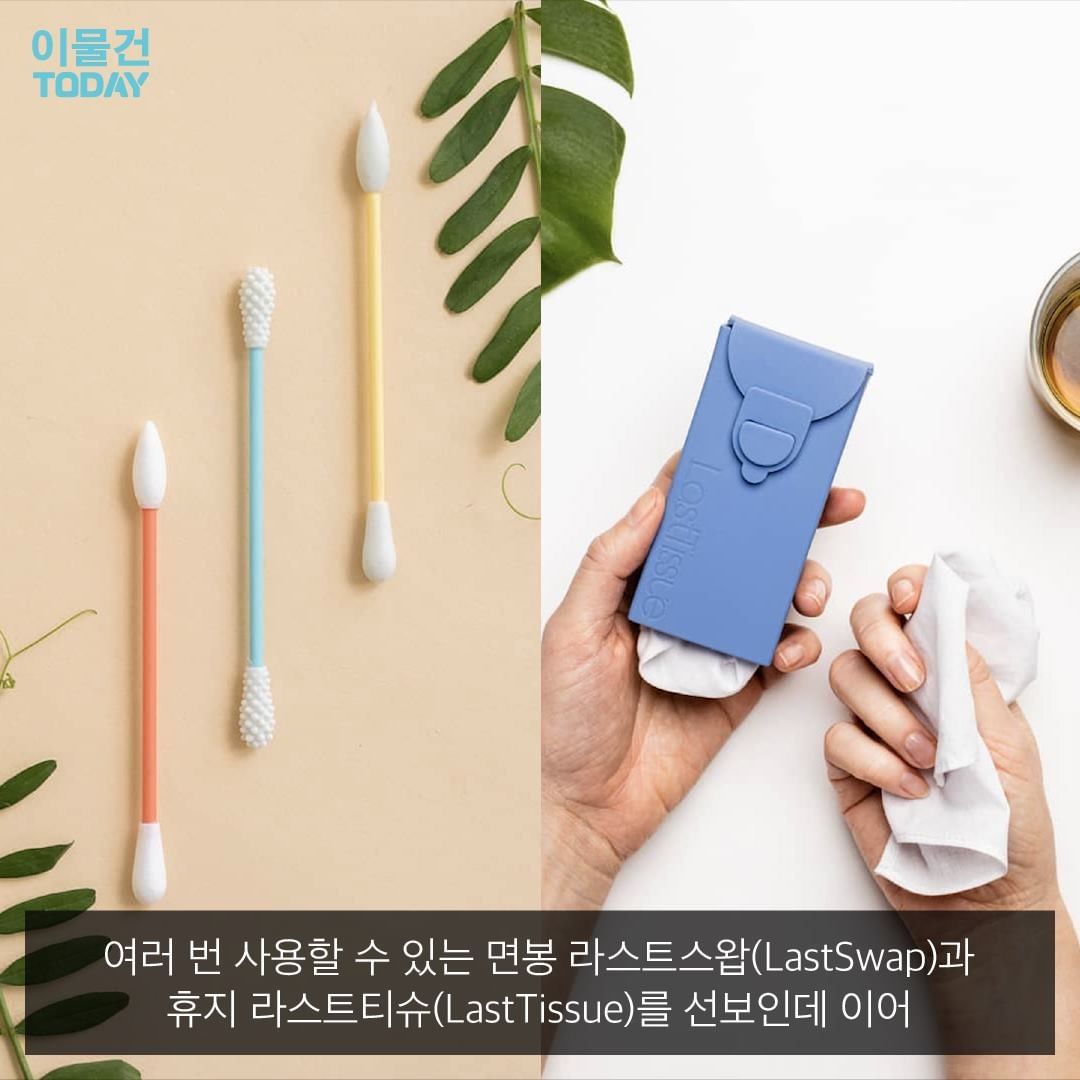 이물건
TODAY
LastTissue
여러 번 사용할 수 있는 면봉 라스트스왑(LastSwap)과
휴지 라스트티슈(LastTissue)를 선보인데 이어